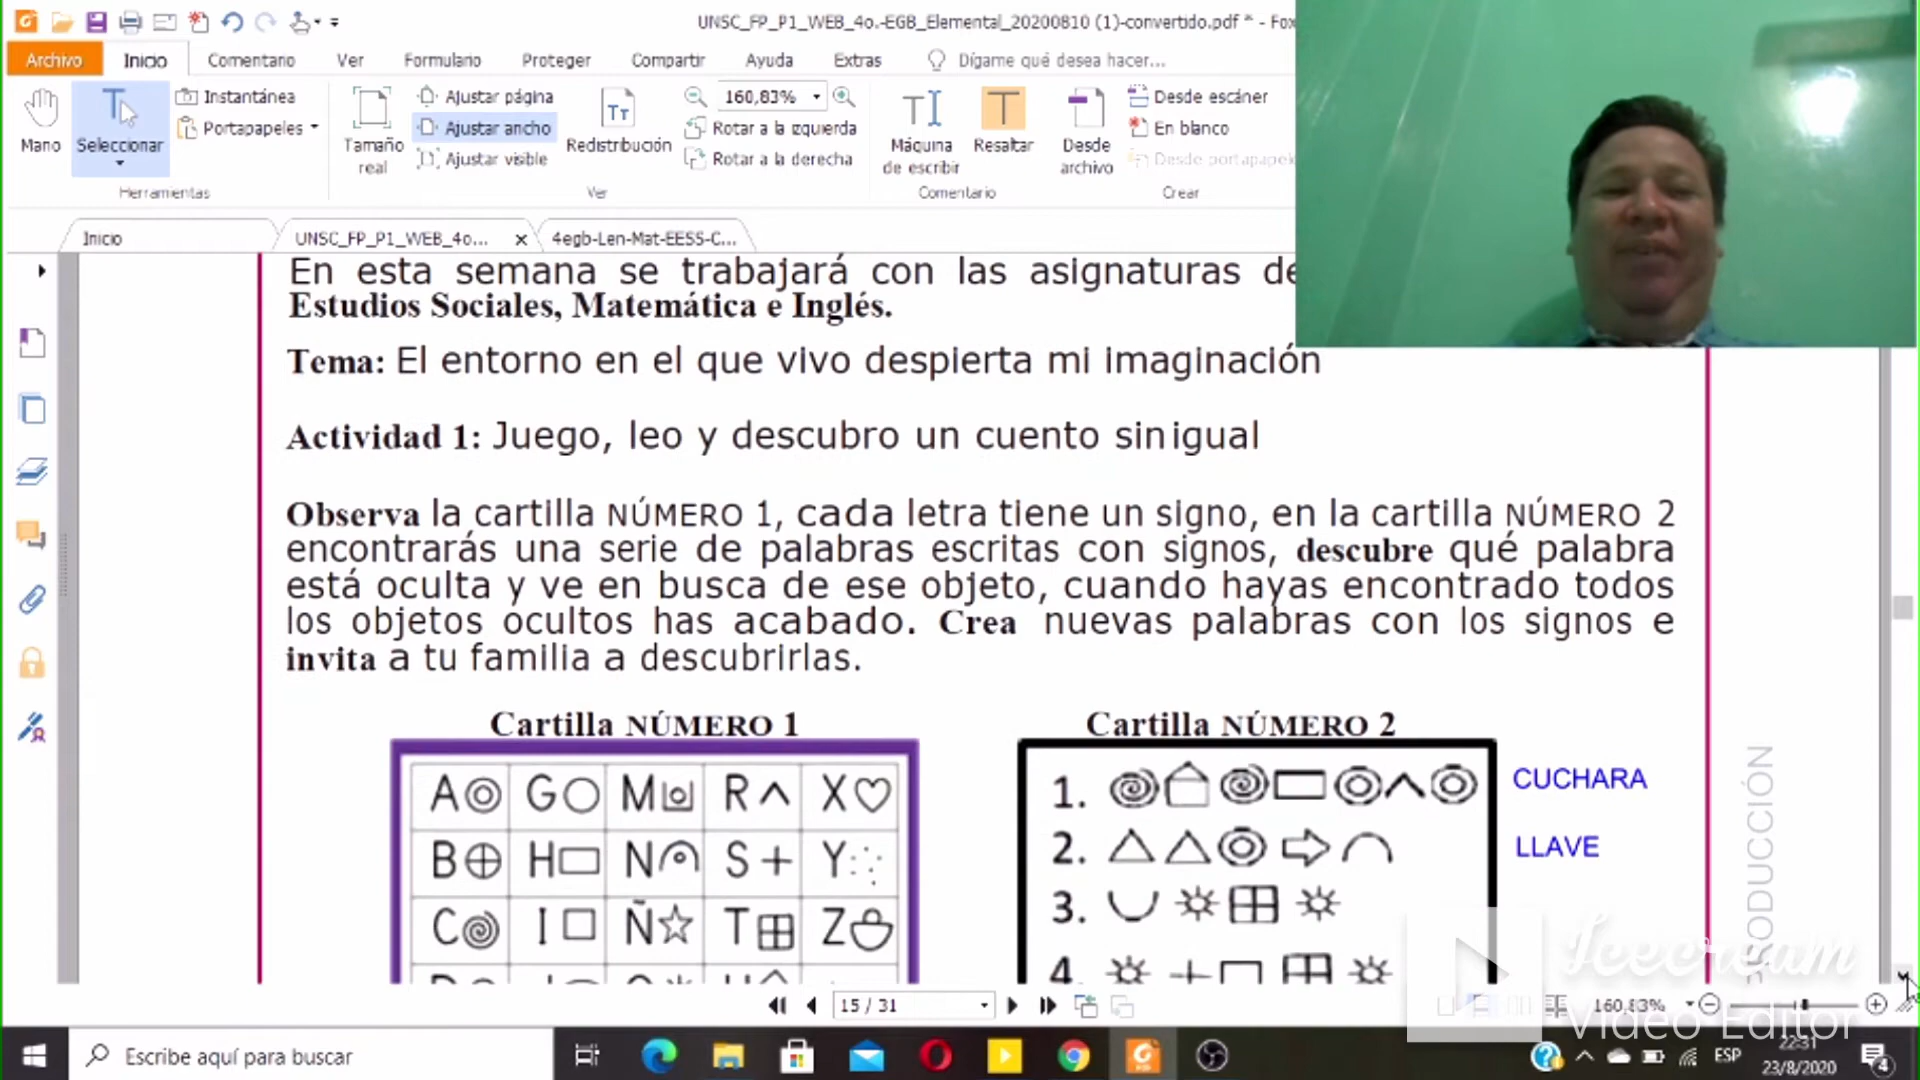 UNSC_FP_P1_WEB_4o.-EGB_Elemental_20200810 (1)-convertido.pdf * - Fox
Archivo Inicio Comentario Ver Formulario Proteger Compartir Ayuda Extras Dígame qué desea hacer...
Mano
Seleccionar
Instantánea
Portapapeles
Herramientas
Tamaño real
Ajustar página
Ajustar ancho
Ajustar visible
Redistribución
160,83%
Rotar a la izquierda
Rotar a la derecha
Ver
Máquina de escribir
Resaltar
Comentario
Desde archivo
Desde escáner
En blanco
Desde portapapel
Crear
Inicio UNSC_FP_P1_WEB_4o... 4egb-Len-Mat-EESS-C...
En esta semana se trabajará con las asignaturas de
Estudios Sociales, Matemática e Inglés.
Tema: El entorno en el que vivo despierta mi imaginación
Actividad 1: Juego, leo y descubro un cuento sin igual
Observa la cartilla NÚMERO 1, cada letra tiene un signo, en la cartilla NÚMERO 2
encontrarás una serie de palabras escritas con signos, descubre qué palabra
está oculta y ve en busca de ese objeto, cuando hayas encontrado todos
los objetos ocultos has acabado. Crea nuevas palabras con los signos e
invita a tu familia a descubrirlas.
Cartilla NÚMERO 1
A G M R X
B H N S Y
C I Ñ T Z
Cartilla NÚMERO 2
1.
CUCHARA
2.
LLAVE
3.
4.
RODUCCIÓN
15 / 31
160,83%
Icecream
Video Editor
Escribe aquí para buscar
ESP
22:31
23/8/2020
4